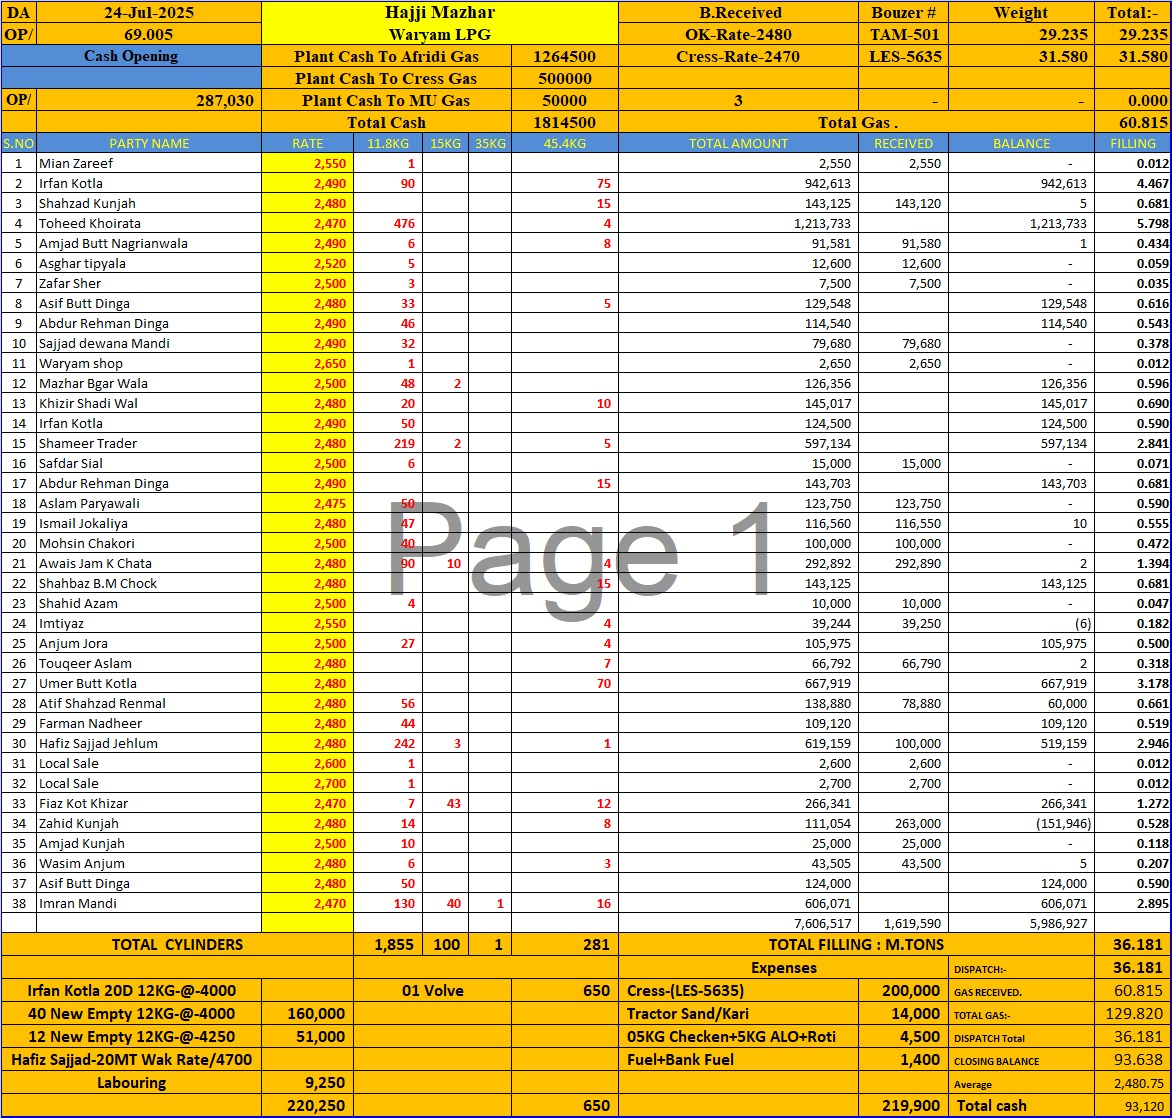 DA 24-Jul-2025 Hajji Mazhar B.Received Bouzer # Weight Total:-
OP/ 69.005 Waryam LPG OK-Rate-2480 TAM-501 29.235 29.235
Cash Opening Plant Cash To Afridi Gas 1264500 Cress-Rate-2470 LES-5635 31.580 31.580
Plant Cash To Cress Gas 500000
OP/ 287,030 Plant Cash To MU Gas 50000 3 - - 0.000
Total Cash 1814500 Total Gas . 60.815
S.NO PARTY NAME RATE 11.8KG 15KG 35KG 45.4KG TOTAL AMOUNT RECEIVED BALANCE FILLING
1 Mian Zareef 2,550 1 2,550 2,550 - 0.012
2 Irfan Kotla 2,490 90 75 942,613 942,613 4.467
3 Shahzad Kunjah 2,480 15 143,125 143,120 5 0.681
4 Toheed Khoirata 2,470 476 4 1,213,733 1,213,733 5.798
5 Amjad Butt Nagrianwala 2,490 6 8 91,581 91,580 1 0.434
6 Asghar tipyala 2,520 5 12,600 12,600 - 0.059
7 Zafar Sher 2,500 3 7,500 7,500 - 0.035
8 Asif Butt Dinga 2,480 33 5 129,548 129,548 0.616
9 Abdur Rehman Dinga 2,490 46 114,540 114,540 0.543
10 Sajjad dewana Mandi 2,490 32 79,680 79,680 - 0.378
11 Waryam shop 2,650 1 2,650 2,650 - 0.012
12 Mazhar Bgar Wala 2,500 48 2 126,356 126,356 0.596
13 Khizir Shadi Wal 2,480 20 10 145,017 145,017 0.690
14 Irfan Kotla 2,490 50 124,500 124,500 0.590
15 Shameer Trader 2,480 219 2 5 597,134 597,134 2.841
16 Safdar Sial 2,500 6 15,000 15,000 - 0.071
17 Abdur Rehman Dinga 2,490 15 143,703 143,703 0.681
18 Aslam Paryawali 2,475 50 123,750 123,750 - 0.590
19 Ismail Jokaliya 2,480 47 116,560 116,550 10 0.555
20 Mohsin Chakori 2,500 40 100,000 100,000 - 0.472
21 Awais Jam K Chata 2,480 90 10 4 292,892 292,890 2 1.394
22 Shahbaz B.M Chock 2,480 15 143,125 143,125 0.681
23 Shahid Azam 2,500 4 10,000 10,000 - 0.047
24 Imtiyaz 2,550 4 39,244 39,250 (6) 0.182
25 Anjum Jora 2,500 27 4 105,975 105,975 0.500
26 Touqeer Aslam 2,480 7 66,792 66,790 2 0.318
27 Umer Butt Kotla 2,480 70 667,919 667,919 3.178
28 Atif Shahzad Renmal 2,480 56 138,880 78,880 60,000 0.661
29 Farman Nadheer 2,480 44 109,120 109,120 0.519
30 Hafiz Sajjad Jehlum 2,480 242 3 1 619,159 100,000 519,159 2.946
31 Local Sale 2,600 1 2,600 2,600 - 0.012
32 Local Sale 2,700 1 2,700 2,700 - 0.012
33 Fiaz Kot Khizar 2,470 7 43 12 266,341 266,341 1.272
34 Zahid Kunjah 2,480 14 8 111,054 263,000 (151,946) 0.528
35 Amjad Kunjah 2,500 10 25,000 25,000 - 0.118
36 Wasim Anjum 2,480 6 3 43,505 43,500 5 0.207
37 Asif Butt Dinga 2,480 50 124,000 124,000 0.590
38 Imran Mandi 2,470 130 40 1 16 606,071 606,071 2.895
7,606,517 1,619,590 5,986,927
Page 1
TOTAL CYLINDERS 1,855 100 1 281 TOTAL FILLING : M.TONS 36.181
Expenses DISPATCH:- 36.181
Irfan Kotla 20D 12KG-@-4000 01 Volve 650 Cress-(LES-5635) 200,000 GAS RECEIVED. 60.815
40 New Empty 12KG-@-4000 160,000 Tractor Sand/Kari 14,000 TOTAL GAS:- 129.820
12 New Empty 12KG-@-4250 51,000 05KG Checken+5KG ALO+Roti 4,500 DISPATCH Total 36.181
Hafiz Sajjad-20MT Wak Rate/4700 Fuel+Bank Fuel 1,400 CLOSING BALANCE 93.638
Labouring 9,250 Average 2,480.75
220,250 650 219,900 Total cash 93,120